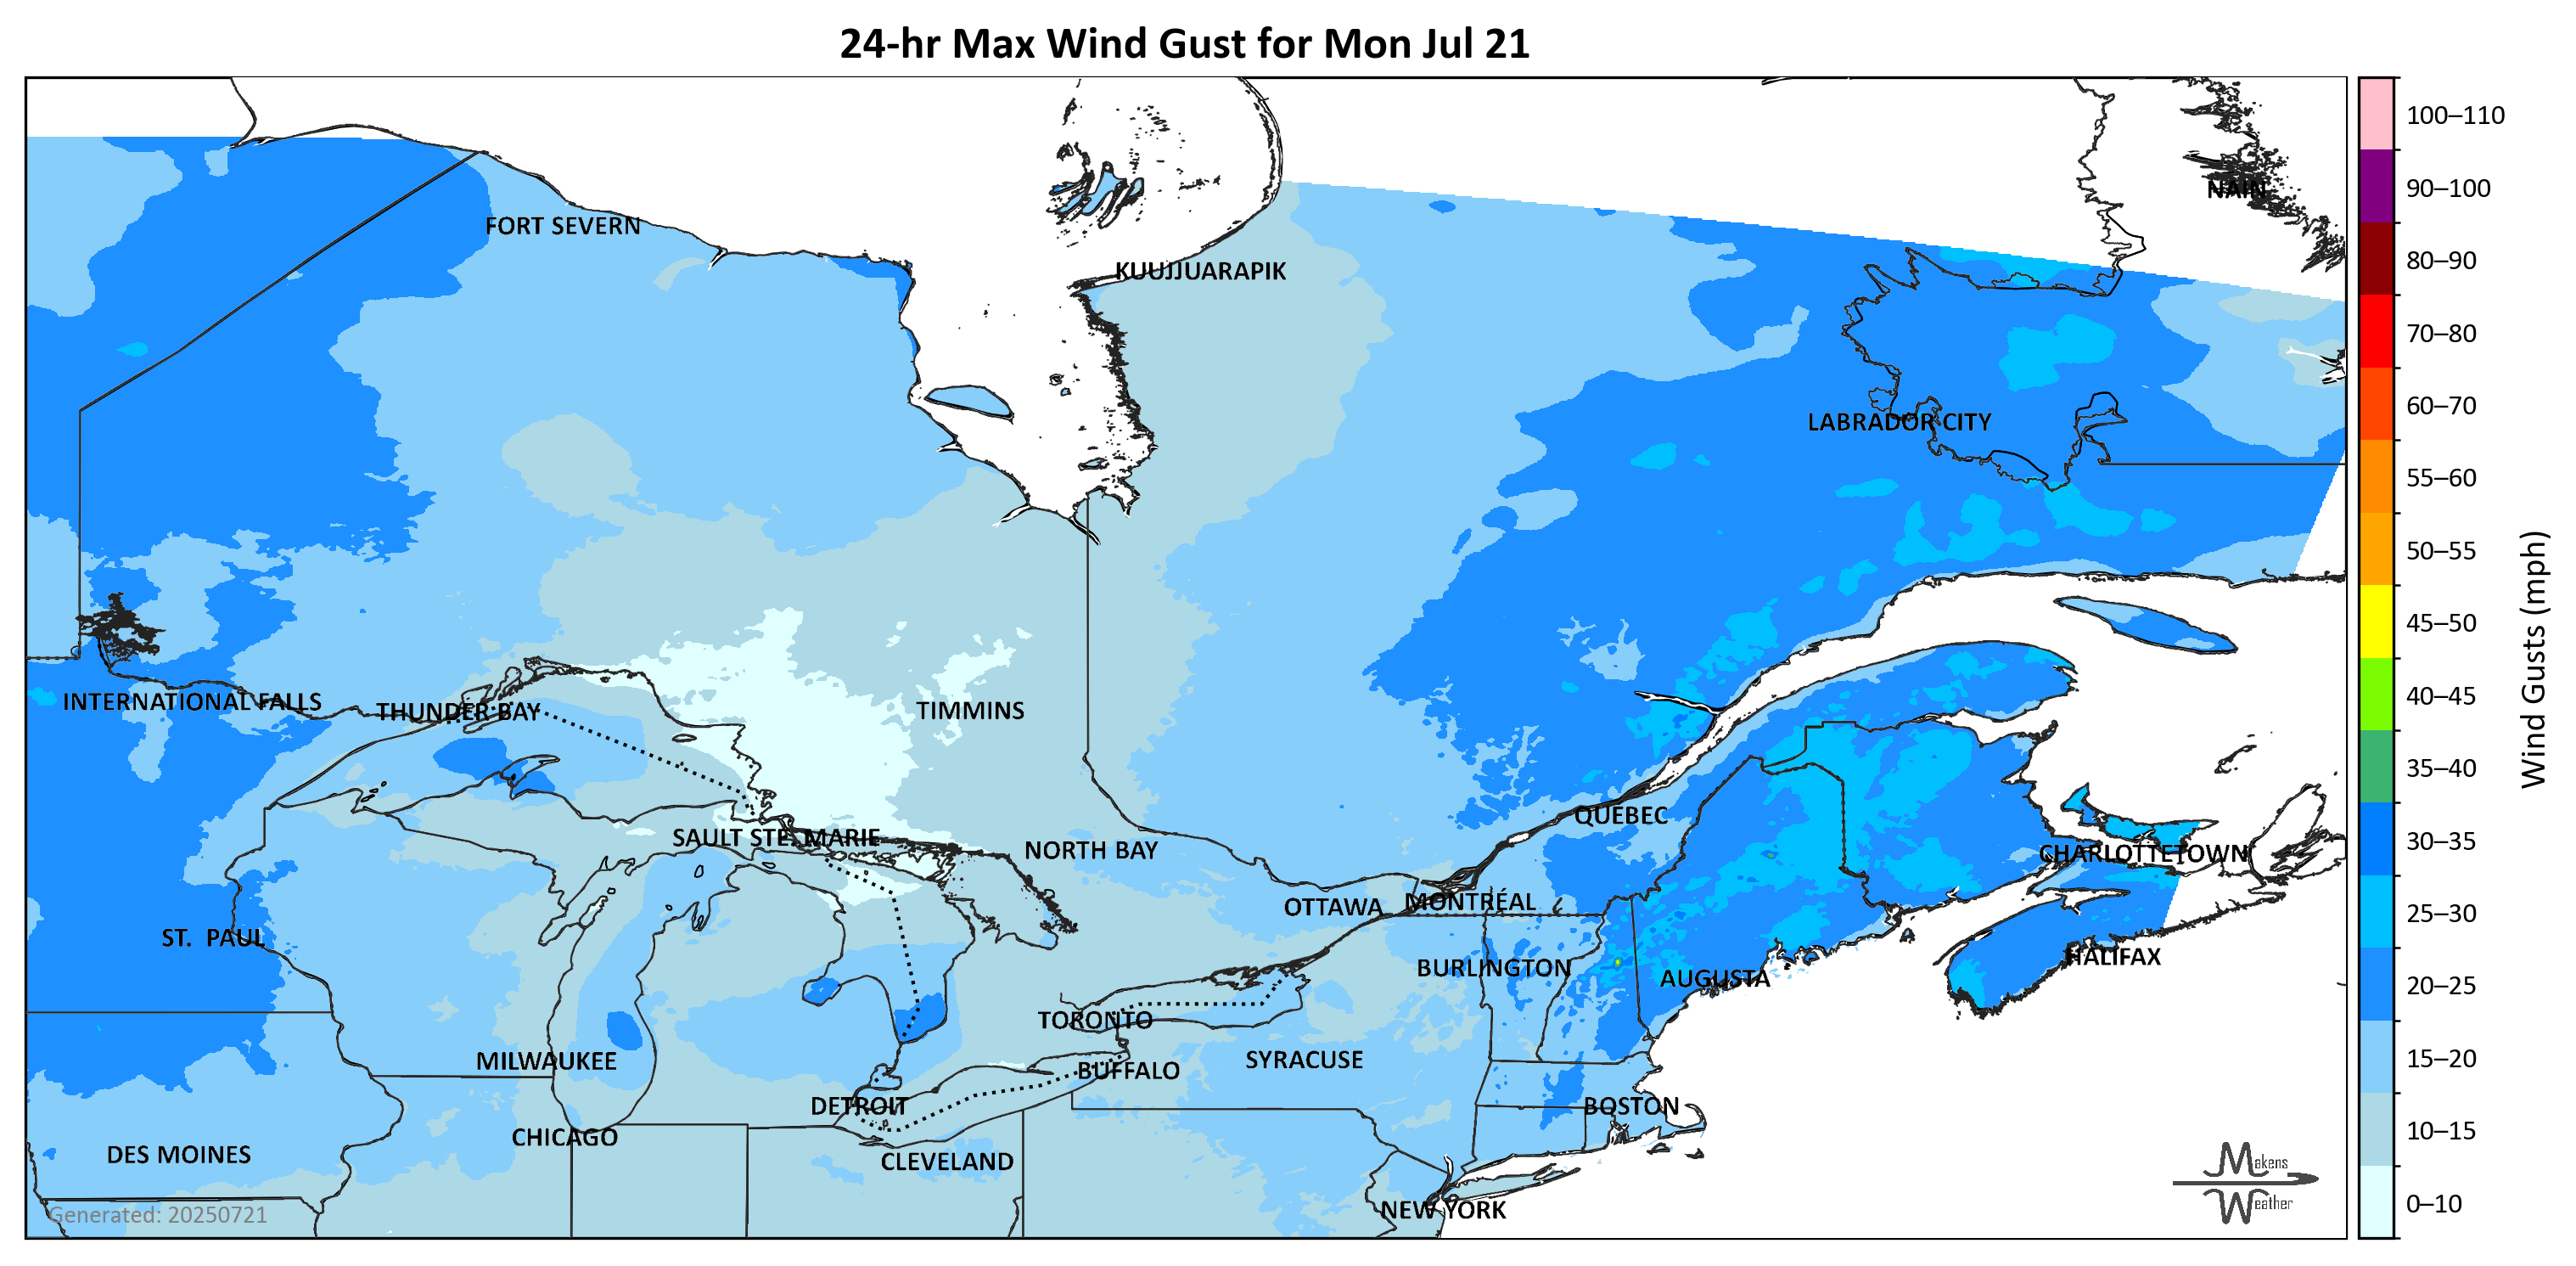 24-hr Max Wind Gust for Mon Jul 21
100–110
90–100
80–90
70–80
60–70
55–60
50–55
45–50
40–45
35–40
30–35
25–30
20–25
15–20
10–15
0–10
Wind Gusts (mph)
NAIN
FORT SEVERN
KUUJJUARAPIK
LABRADOR CITY
INTERNATIONAL FALLS
THUNDER BAY
TIMMINS
QUÉBEC
SAULT STE. MARIE
NORTH BAY
CHARLOTTETOWN
OTTAWA
MONTRÉAL
ST. PAUL
BURLINGTON
AUGUSTA
HALIFAX
TORONTO
MILWAUKEE
BUFFALO
SYRACUSE
DETROIT
BOSTON
CHICAGO
DES MOINES
CLEVELAND
NEW YORK
Makens
Weather
Generated: 20250721